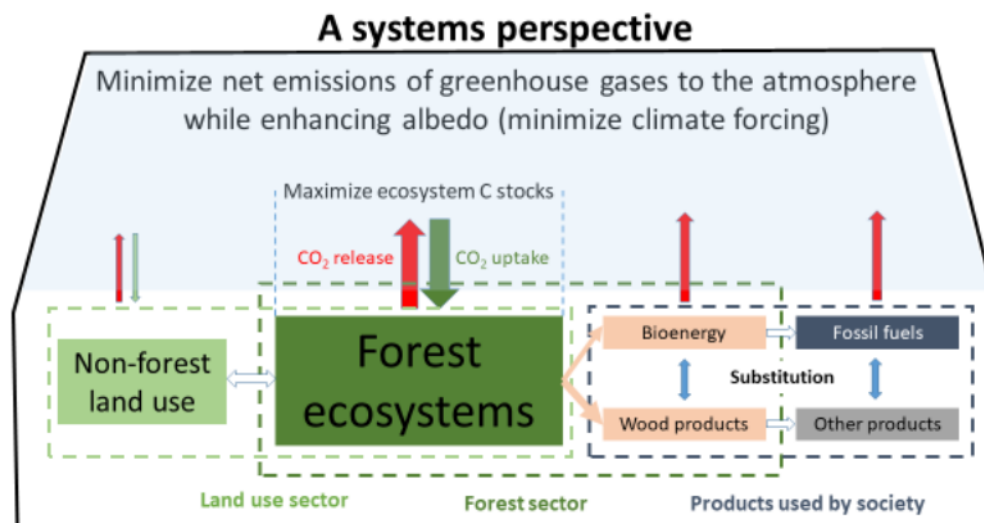 A systems perspective
Minimize net emissions of greenhouse gases to the atmosphere
while enhancing albedo (minimize climate forcing)
Maximize ecosystem C stocks
CO₂ release
CO₂ uptake
Non-forest
land use
Forest
ecosystems
Bioenergy
Fossil fuels
Substitution
Wood products
Other products
Land use sector
Forest sector
Products used by society